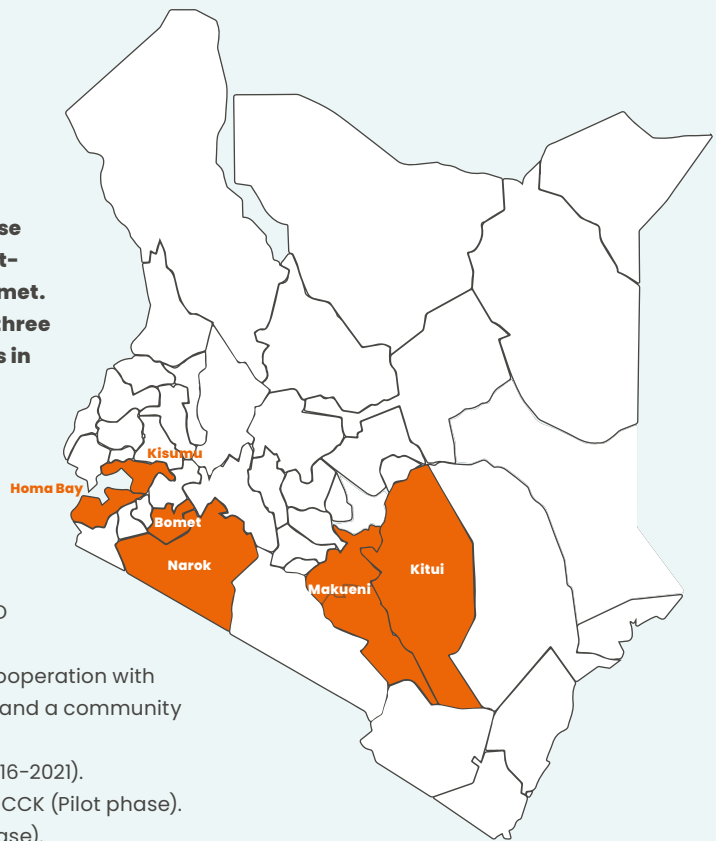 se
t-
met.
three
s in
Kisumu
Homa Bay
Bomet
Narok
Makueni
Kitui
ooperation with
and a community
16-2021).
CCK (Pilot phase).
ase).